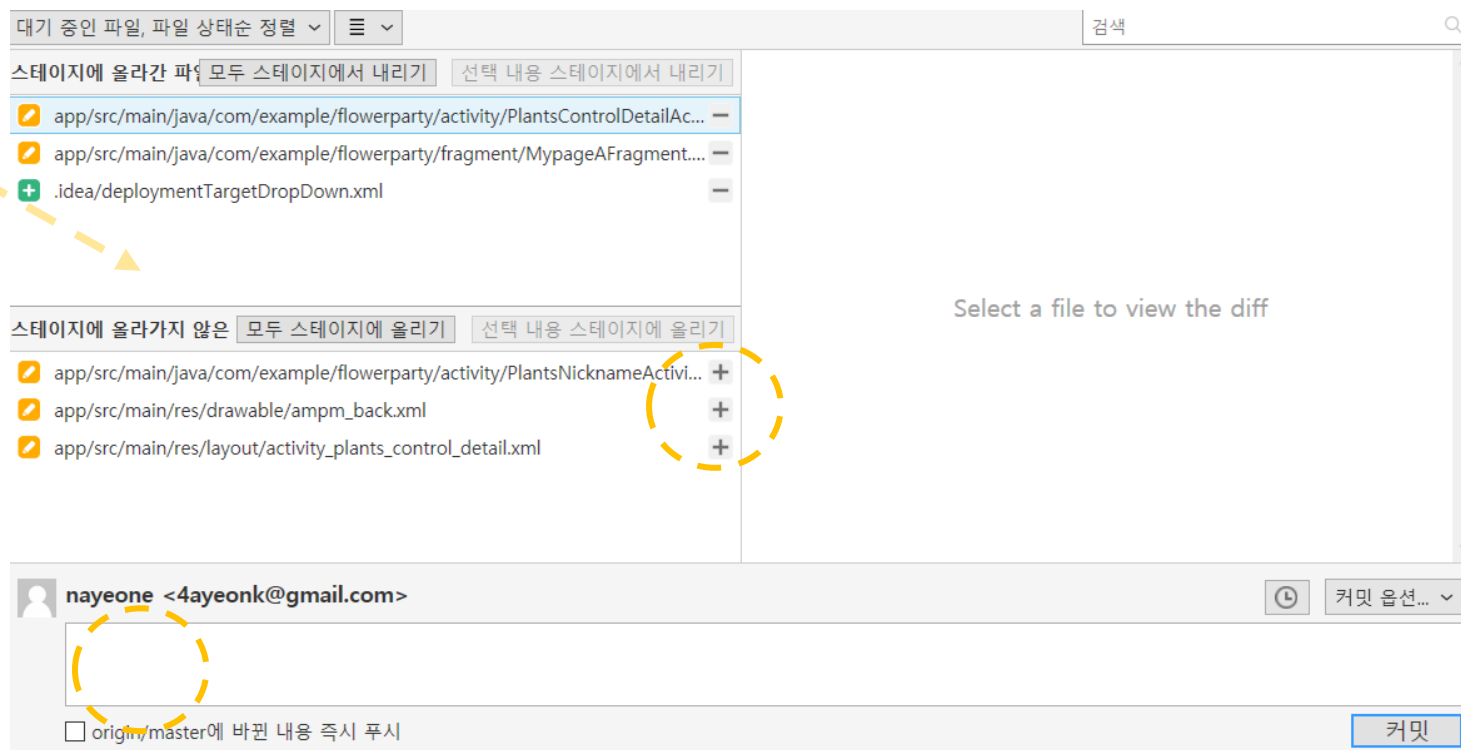 대기 중인 파일, 파일 상태순 정렬
검색
스테이지에 올라간 파일 모두 스테이지에서 내리기 선택 내용 스테이지에서 내리기
app/src/main/java/com/example/flowerparty/activity/PlantsControlDetailAc...
app/src/main/java/com/example/flowerparty/fragment/MypageAFragment....
.idea/deploymentTargetDropDown.xml
Select a file to view the diff
스테이지에 올라가지 않은 모두 스테이지에 올리기 선택 내용 스테이지에 올리기
app/src/main/java/com/example/flowerparty/activity/PlantsNicknameActivi...
app/src/main/res/drawable/ampm_back.xml
app/src/main/res/layout/activity_plants_control_detail.xml
nayeone <4ayeonk@gmail.com>
커밋 옵션...
origin/master에 바뀐 내용 즉시 푸시
커밋